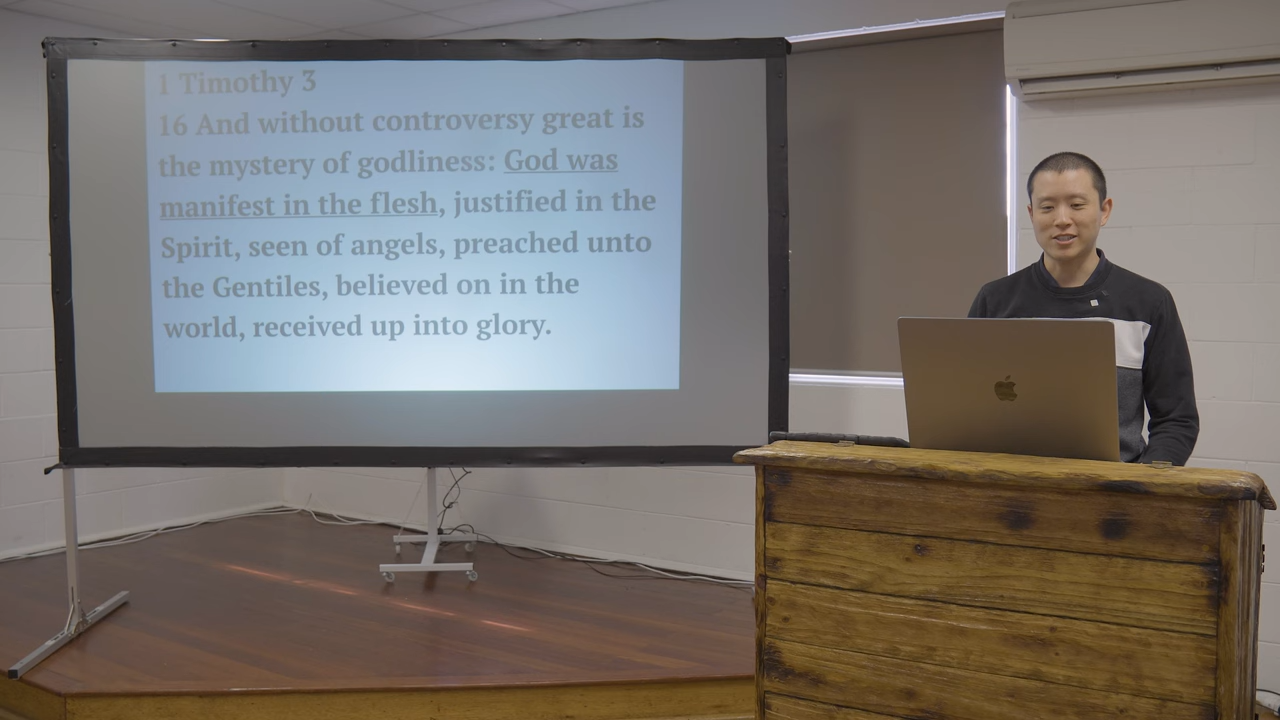 1 Timothy 3
16 And without controversy great is
the mystery of godliness: God was
manifest in the flesh, justified in the
Spirit, seen of angels, preached unto
the Gentiles, believed on in the
world, received up into glory.